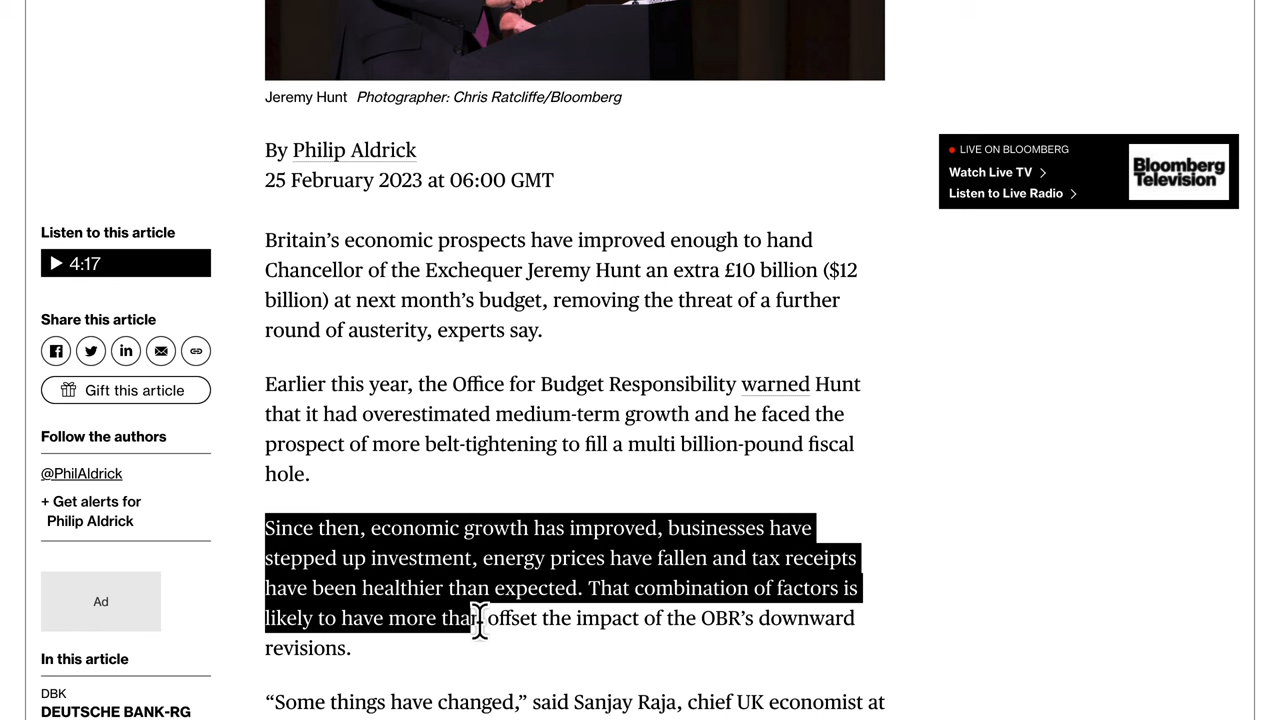 Jeremy Hunt Photographer: Chris Ratcliffe/Bloomberg
By Philip Aldrick
25 February 2023 at 06:00 GMT
LIVE ON BLOOMBERG
Watch Live TV
Listen to Live Radio
Bloomberg
Television
Listen to this article
4:17
Share this article
Gift this article
Follow the authors
@PhilAldrick
+ Get alerts for
Philip Aldrick
Ad
In this article
DBK
DEUTSCHE BANK-RG
Britain’s economic prospects have improved enough to hand
Chancellor of the Exchequer Jeremy Hunt an extra £10 billion ($12
billion) at next month’s budget, removing the threat of a further
round of austerity, experts say.
Earlier this year, the Office for Budget Responsibility warned Hunt
that it had overestimated medium-term growth and he faced the
prospect of more belt-tightening to fill a multi billion-pound fiscal
hole.
Since then, economic growth has improved, businesses have
stepped up investment, energy prices have fallen and tax receipts
have been healthier than expected. That combination of factors is
likely to have more than offset the impact of the OBR’s downward
revisions.
“Some things have changed,” said Sanjay Raja, chief UK economist at